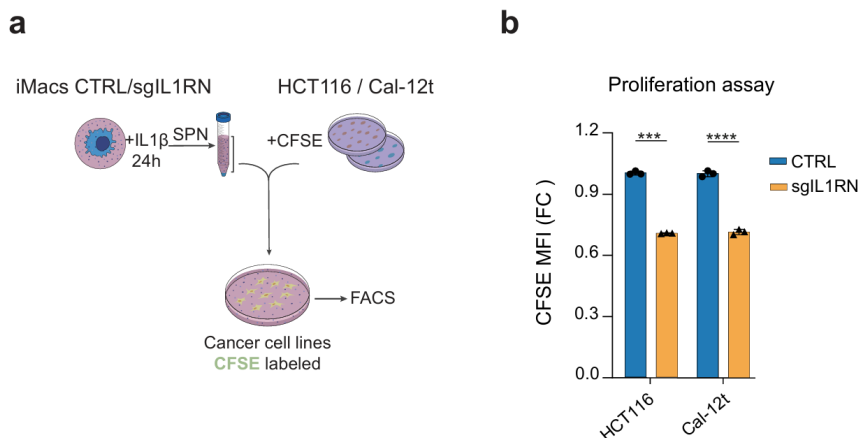 a
iMacs CTRL/sgIL1RN
HCT116 / Cal-12t
+IL1β
24h
SPN
+CFSE
FACS
Cancer cell lines
CFSE labeled
b
Proliferation assay
CFSE MFI (FC )
1.2
0.9
0.6
0.3
0.0
***
****
HCT116
Cal-12t
CTRL
sgIL1RN